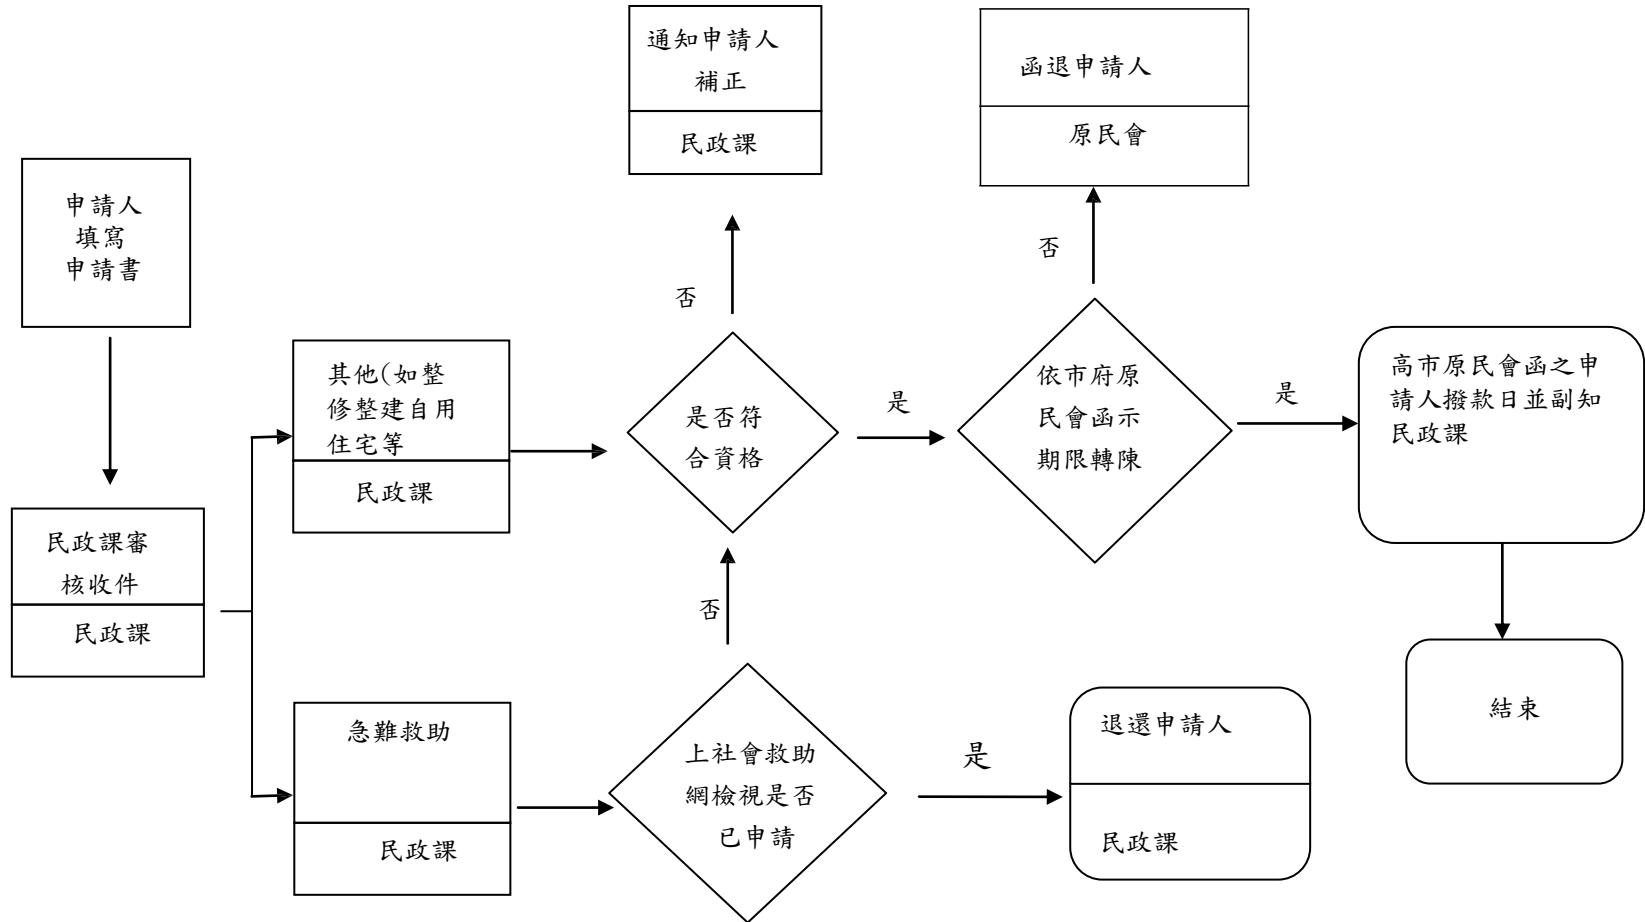 通知申請人
補正
民政課
函退申請人
原民會
申請人
填寫
申請書
否
否
其他(如整
修整建自用
住宅等
民政課
是否符
合資格
是
依市府原
民會函示
期限轉陳
是
高市原民會函之申
請人撥款日並副知
民政課
民政課審
核收件
民政課
否
急難救助
民政課
上社會救助
網檢視是否
已申請
是
退還申請人
民政課
結束